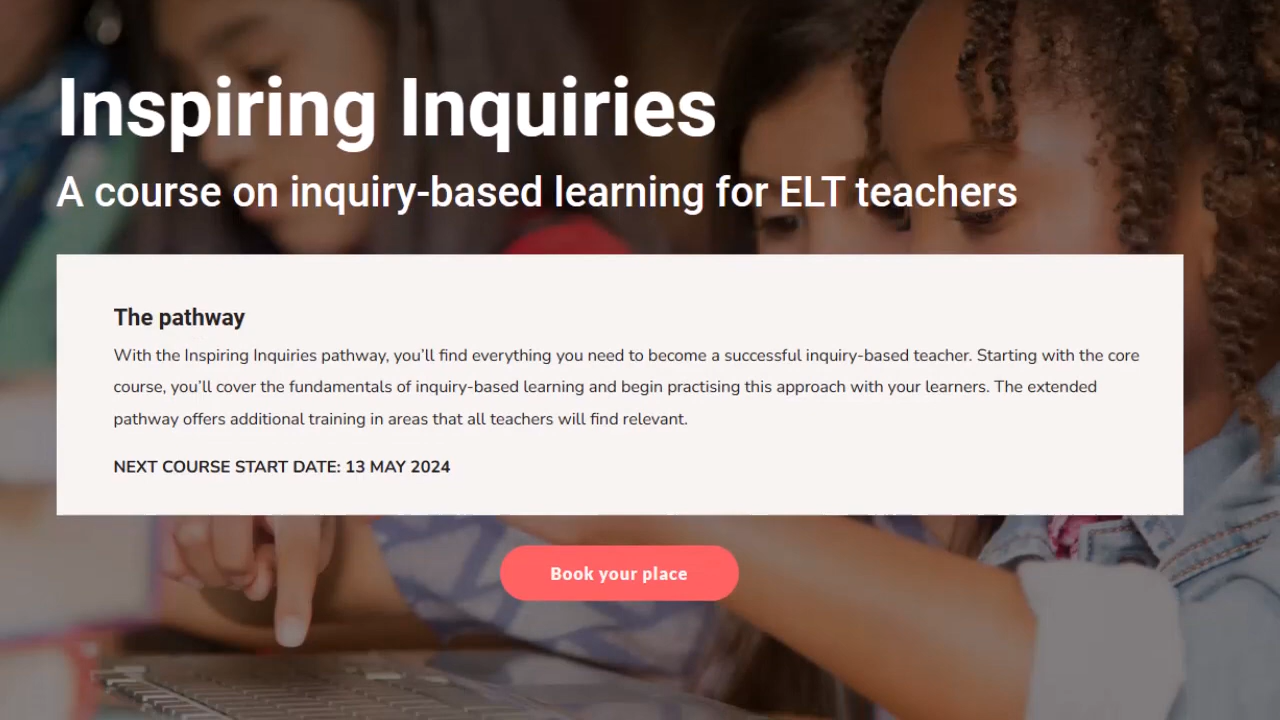 Inspiring Inquiries
A course on inquiry-based learning for ELT teachers
The pathway
With the Inspiring Inquiries pathway, you’ll find everything you need to become a successful inquiry-based teacher. Starting with the core
course, you’ll cover the fundamentals of inquiry-based learning and begin practising this approach with your learners. The extended
pathway offers additional training in areas that all teachers will find relevant.
NEXT COURSE START DATE: 13 MAY 2024
Book your place